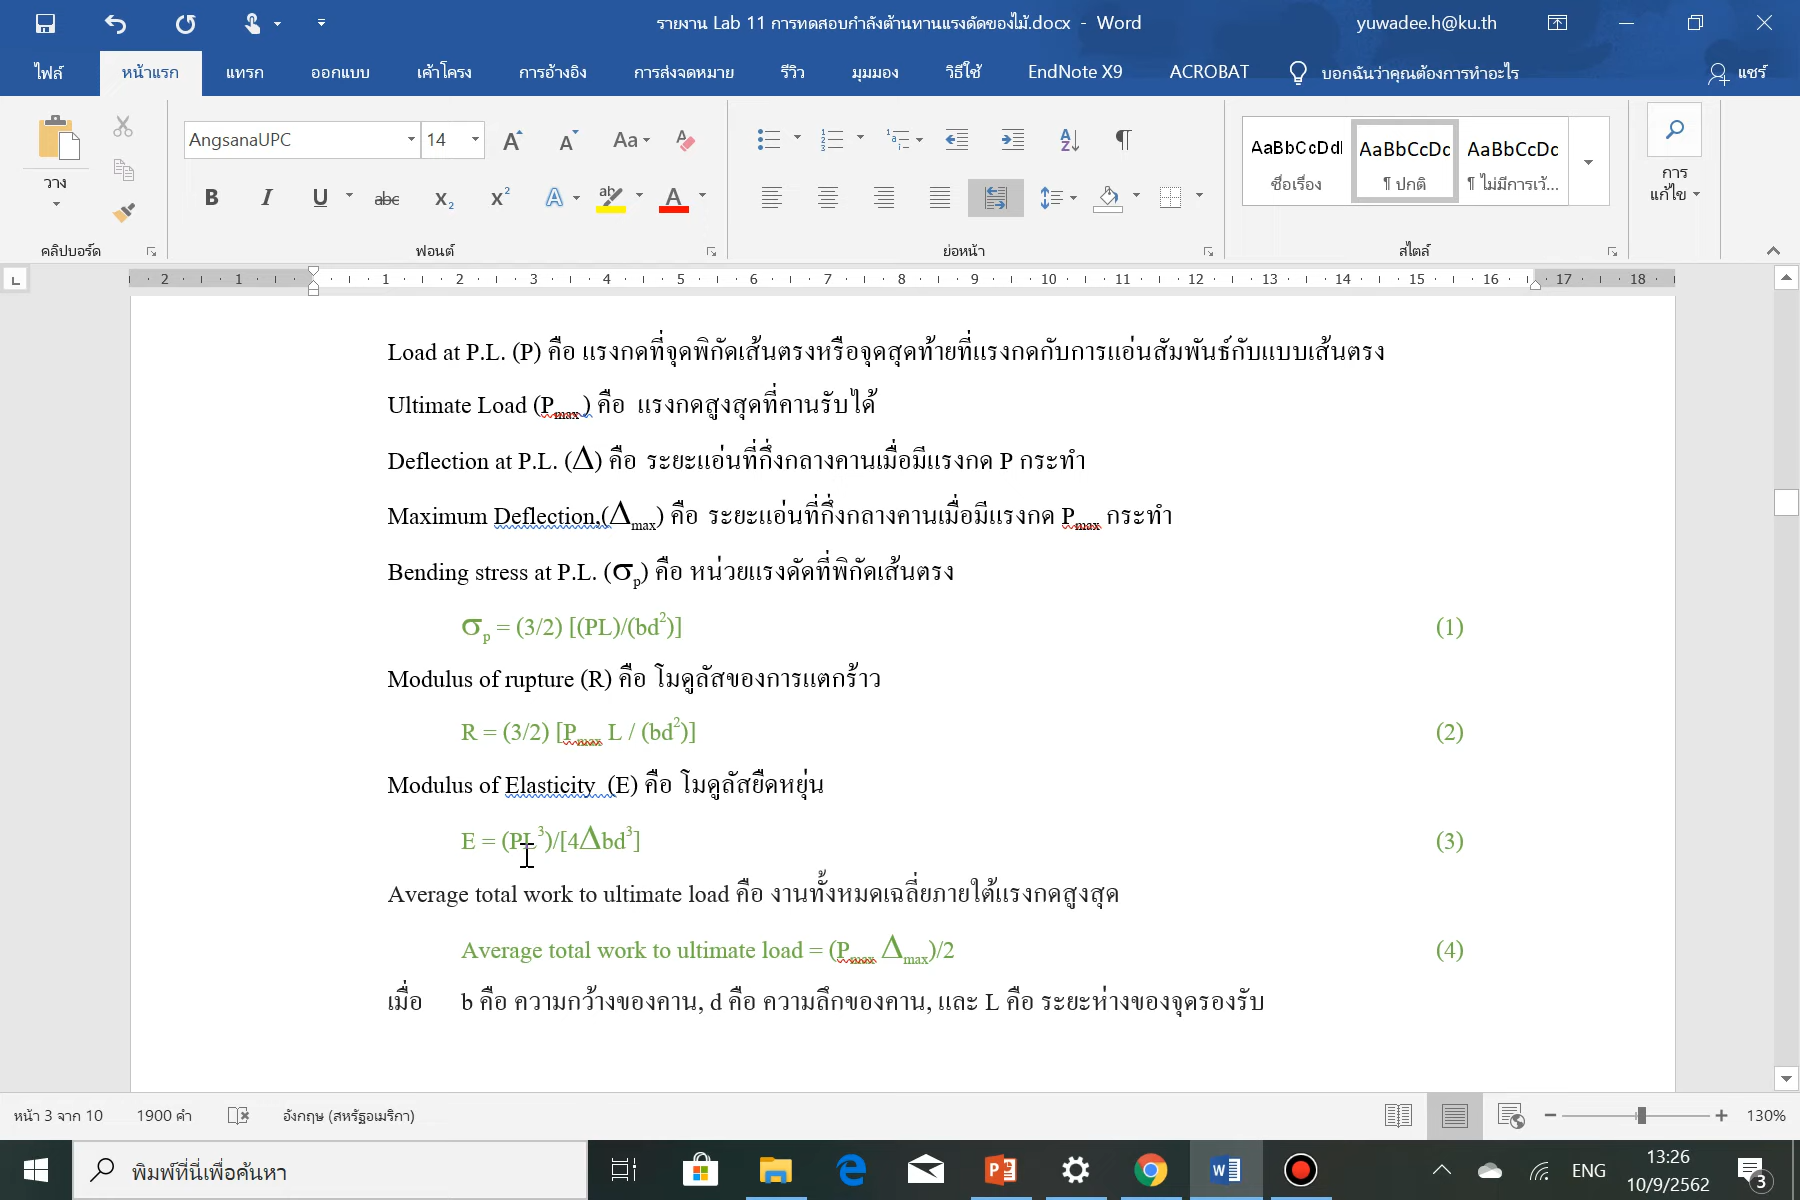 รายงาน Lab 11 การทดสอบกำลังต้านทานแรงดัดของไม้.docx - Word
yuwadee.h@ku.th
ไฟล์ หน้าแรก แทรก ออกแบบ เค้าโครง การอ้างอิง การส่งจดหมาย รีวิว มุมมอง วิธีใช้ EndNote X9 ACROBAT บอกฉันว่าคุณต้องการทำอะไร แชร์
วาง
AngsanaUPC 14
AaBbCcDdI AaBbCcDc AaBbCcDc
ชื่อเรื่อง ¶ ปกติ ¶ ไม่มีการเว้...
การแก้ไข
คลิปบอร์ด ฟอนต์ ย่อหน้า สไตล์
2 1 1 2 3 4 5 6 7 8 9 10 11 12 13 14 15 16 17 18
Load at P.L. (P) คือ แรงกดที่จุดพิกัดเส้นตรงหรือจุดสุดท้ายที่แรงกดกับการแอ่นสัมพันธ์กับแบบเส้นตรง
Ultimate Load (Pmax) คือ แรงกดสูงสุดที่คานรับได้
Deflection at P.L. (Δ) คือ ระยะแอ่นที่กึ่งกลางคานเมื่อมีแรงกด P กระทำ
Maximum Deflection,(Δmax) คือ ระยะแอ่นที่กึ่งกลางคานเมื่อมีแรงกด Pmax กระทำ
Bending stress at P.L. (σp) คือ หน่วยแรงดัดที่พิกัดเส้นตรง
σp = (3/2) [(PL)/(bd²)] (1)
Modulus of rupture (R) คือ โมดูลัสของการแตกร้าว
R = (3/2) [Pmax L / (bd²)] (2)
Modulus of Elasticity (E) คือ โมดูลัสยืดหยุ่น
E = (PL³)/[4Δbd³] (3)
Average total work to ultimate load คือ งานทั้งหมดเฉลี่ยภายใต้แรงกดสูงสุด
Average total work to ultimate load = (Pmax Δmax)/2 (4)
เมื่อ b คือ ความกว้างของคาน, d คือ ความลึกของคาน, และ L คือ ระยะห่างของจุดรองรับ
หน้า 3 จาก 10 1900 คำ อังกฤษ (สหรัฐอเมริกา) 130%
พิมพ์ที่นี่เพื่อค้นหา
ENG
13:26
10/9/2562
3